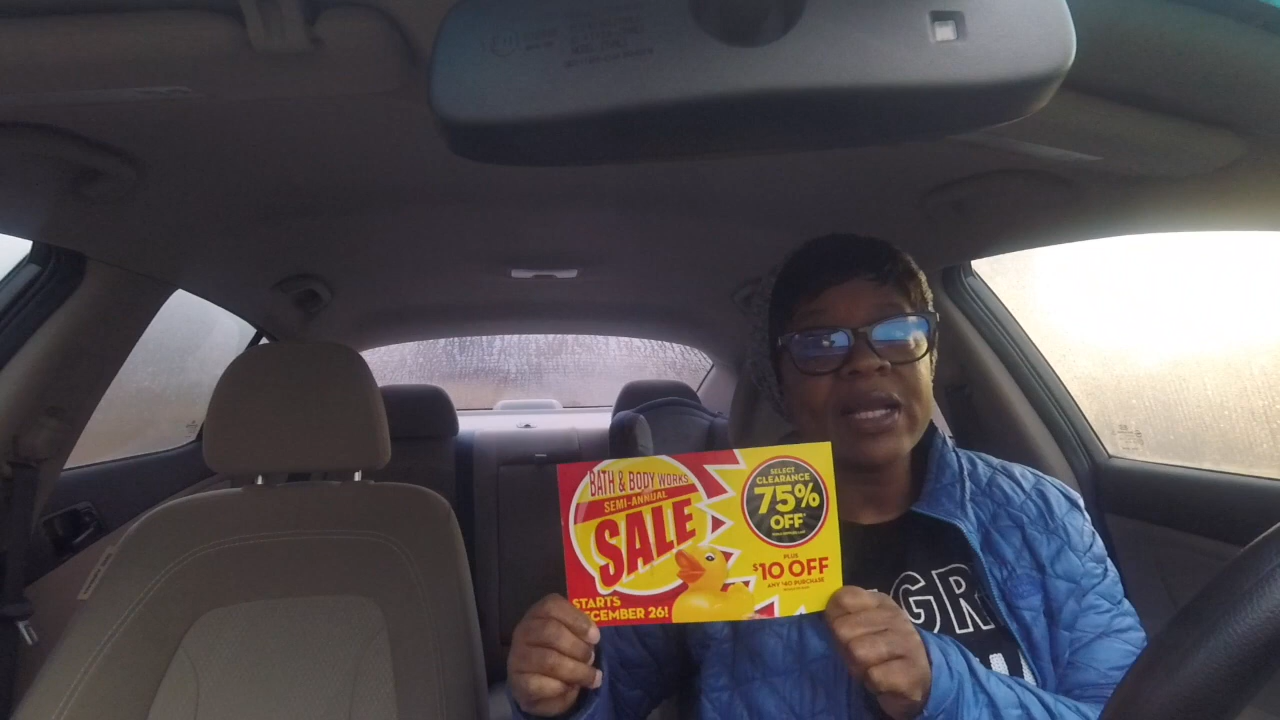 BATH & BODY WORKS
SEMI-ANNUAL
SALE
STARTS
DECEMBER 26!
SELECT
CLEARANCE
75%
OFF*
PLUS
$10 OFF
ANY $40 PURCHASE
GR